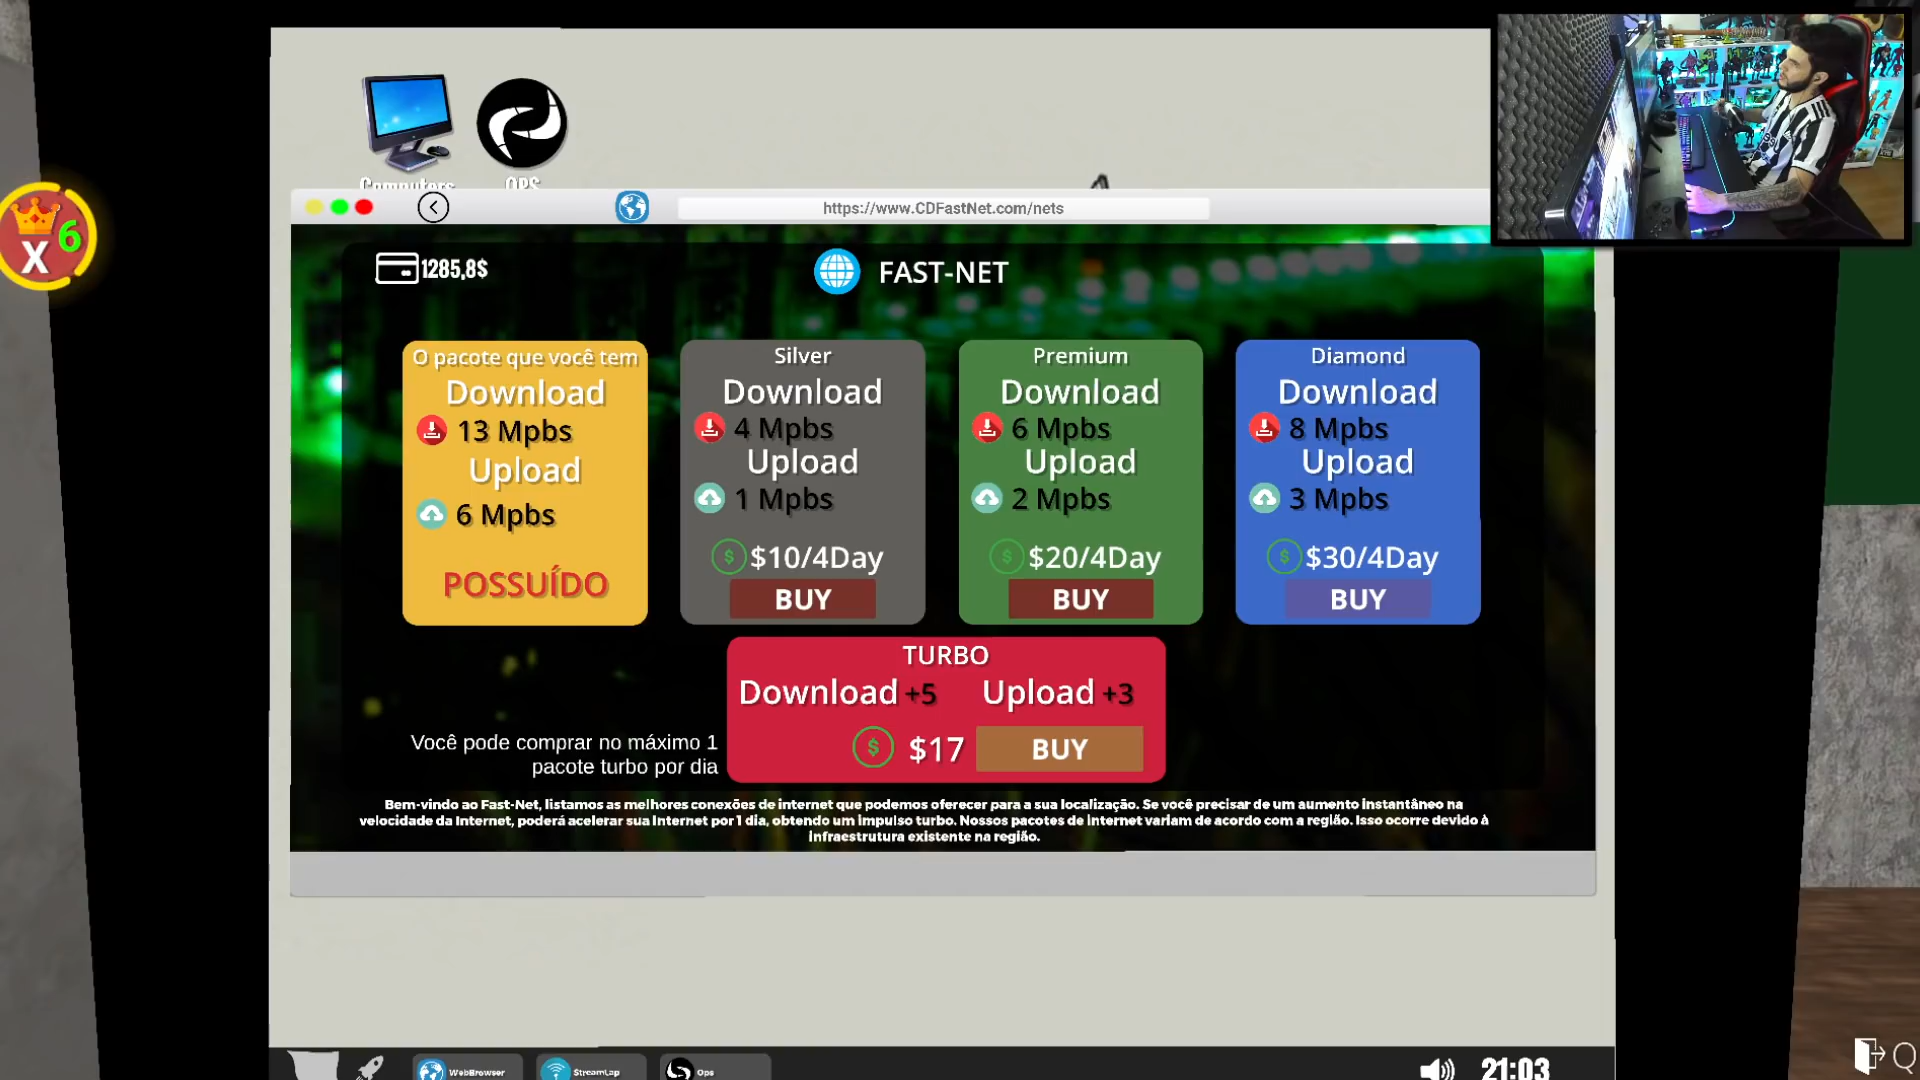 Computers
OPS
https://www.CDFastNet.com/nets
X 6
1285,8$
FAST-NET
O pacote que você tem
Download
13 Mpbs
Upload
6 Mpbs
POSSUÍDO
Silver
Download
4 Mpbs
Upload
1 Mpbs
$ $10/4Day
BUY
Premium
Download
6 Mpbs
Upload
2 Mpbs
$ $20/4Day
BUY
Diamond
Download
8 Mpbs
Upload
3 Mpbs
$ $30/4Day
BUY
TURBO
Download +5 Upload +3
$ $17 BUY
Você pode comprar no máximo 1
pacote turbo por dia
Bem-vindo ao Fast-Net, listamos as melhores conexões de internet que podemos oferecer para a sua localização. Se você precisar de um aumento instantâneo na
velocidade da Internet, poderá acelerar sua Internet por 1 dia, obtendo um impulso turbo. Nossos pacotes de internet variam de acordo com a região. Isso ocorre devido à
infraestrutura existente na região.
WebBrowser
StreamLap
Ops
21:03
Q